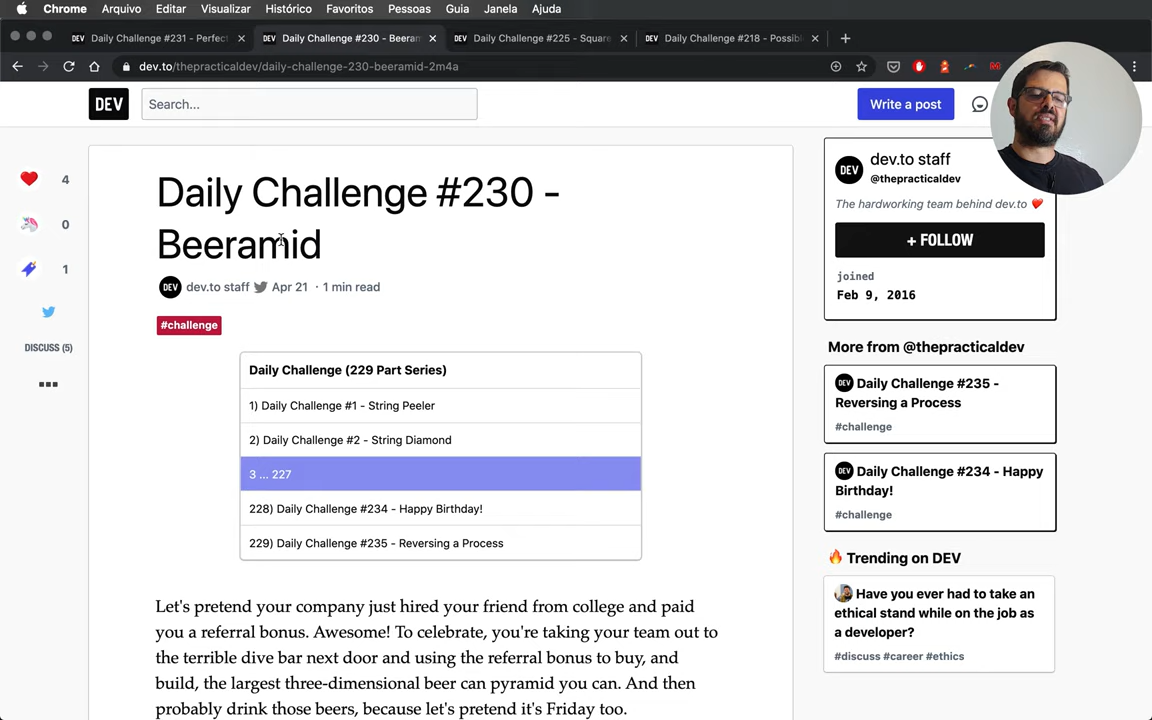 Chrome Arquivo Editar Visualizar Histórico Favoritos Pessoas Guia Janela Ajuda
DEV Daily Challenge #231 - Perfect
DEV Daily Challenge #230 - Beeram
DEV Daily Challenge #225 - Square
DEV Daily Challenge #218 - Possib
dev.to/thepracticaldev/daily-challenge-230-beeramid-2m4a
DEV Search... Write a post
4
0
1
DISCUSS (5)
Daily Challenge #230 -
Beeramid
DEV dev.to staff Apr 21 · 1 min read
#challenge
Daily Challenge (229 Part Series)
1) Daily Challenge #1 - String Peeler
2) Daily Challenge #2 - String Diamond
3 ... 227
228) Daily Challenge #234 - Happy Birthday!
229) Daily Challenge #235 - Reversing a Process
Let's pretend your company just hired your friend from college and paid
you a referral bonus. Awesome! To celebrate, you're taking your team out to
the terrible dive bar next door and using the referral bonus to buy, and
build, the largest three-dimensional beer can pyramid you can. And then
probably drink those beers, because let's pretend it's Friday too.
DEV dev.to staff
@thepracticaldev
The hardworking team behind dev.to
+ FOLLOW
joined
Feb 9, 2016
More from @thepracticaldev
DEV Daily Challenge #235 -
Reversing a Process
#challenge
DEV Daily Challenge #234 - Happy
Birthday!
#challenge
Trending on DEV
Have you ever had to take an
ethical stand while on the job as
a developer?
#discuss #career #ethics